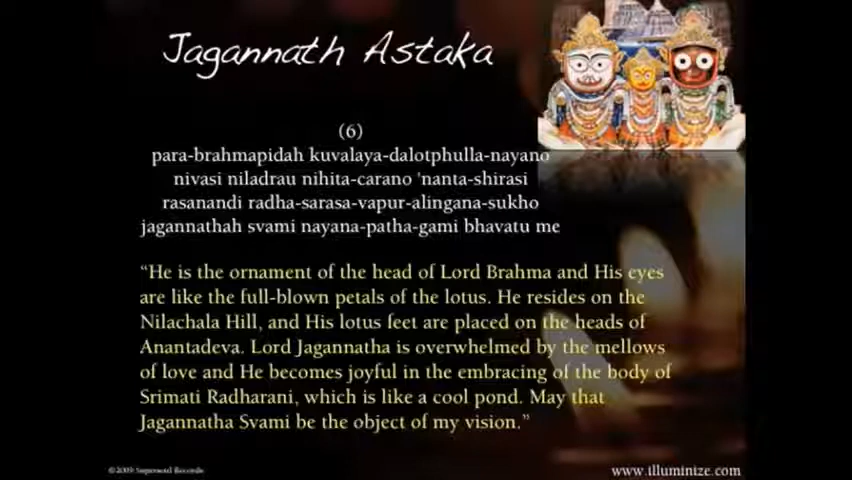 Jagannath Astaka
(6)
para-brahmapidah kuvalaya-dalotphulla-nayano
nivasi niladrau nihita-carano 'nanta-shirasi
rasanandi radha-sarasa-vapur-alingana-sukho
jagannathah svami nayana-patha-gami bhavatu me
“He is the ornament of the head of Lord Brahma and His eyes
are like the full-blown petals of the lotus. He resides on the
Nilachala Hill, and His lotus feet are placed on the heads of
Anantadeva. Lord Jagannatha is overwhelmed by the mellows
of love and He becomes joyful in the embracing of the body of
Srimati Radharani, which is like a cool pond. May that
Jagannatha Svami be the object of my vision.”
©2009 Supersoul Records
www.illuminize.com